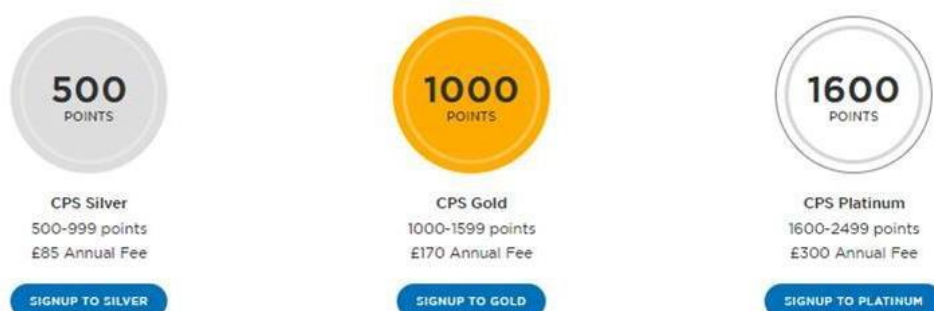 500
POINTS
CPS Silver
500-999 points
£85 Annual Fee
SIGNUP TO SILVER
1000
POINTS
CPS Gold
1000-1599 points
£170 Annual Fee
SIGNUP TO GOLD
1600
POINTS
CPS Platinum
1600-2499 points
£300 Annual Fee
SIGNUP TO PLATINUM